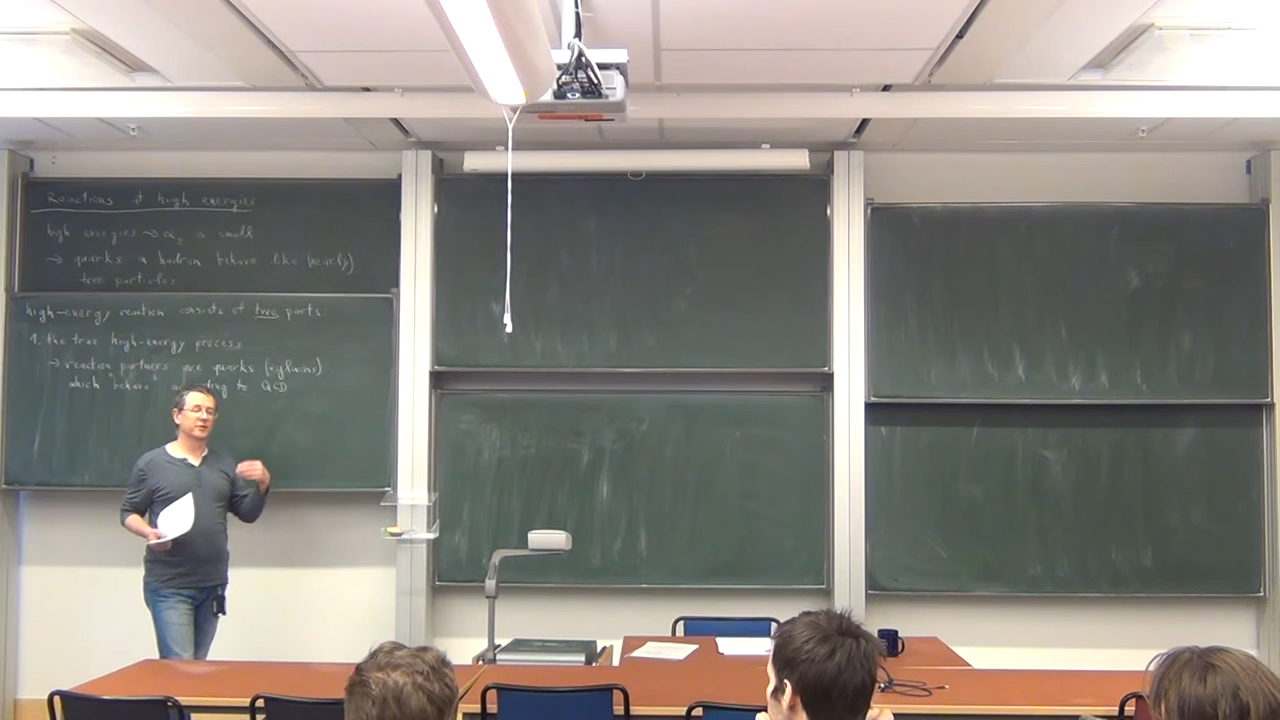 Reactions at high energies
high energies ~> αs is small
→ quarks in hadron behave like (nearly)
free particles
high-energy reaction consists of two parts:
1. the true high-energy process
→ reaction partners are quarks (+gluons)
which "behave" according to QCD